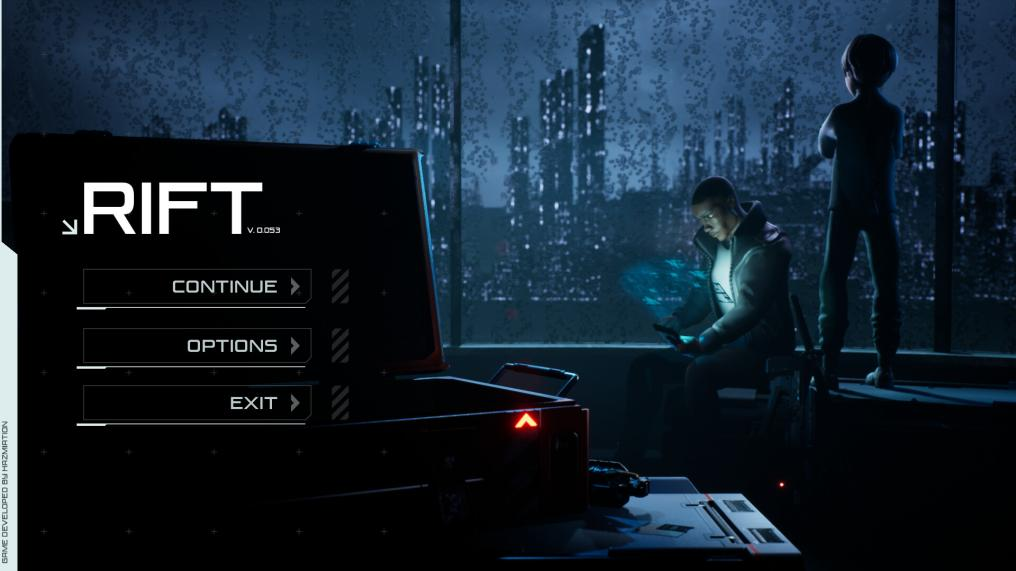 RIFT
V. 0.053
CONTINUE
OPTIONS
EXIT
GAME DEVELOPED BY HAZMATION